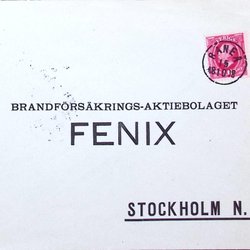 BRANDFÖRSÄKRINGS-AKTIEBOLAGET
FENIX
STOCKHOLM N.